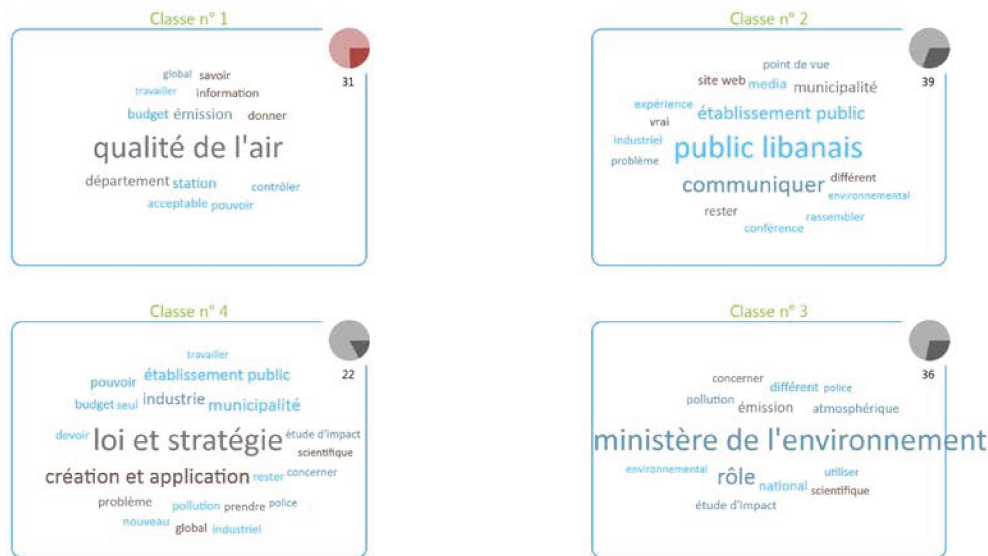 Classe n° 1
31
global savoir
travailler information
budget émission donner
qualité de l'air
département station contrôler
acceptable pouvoir
Classe n° 2
39
point de vue
site web media municipalité
expérience établissement public
vrai
industriel public libanais
problème
communiquer différent
environnemental
rester rassembler
conférence
Classe n° 4
22
travailler
pouvoir établissement public
budget seul industrie municipalité
devoir loi et stratégie étude d'impact
scientifique
création et application rester concerner
problème pollution prendre police
nouveau global industriel
Classe n° 3
36
concerner différent police
pollution émission atmosphérique
ministère de l'environnement
environnemental rôle national utiliser
scientifique
étude d'impact